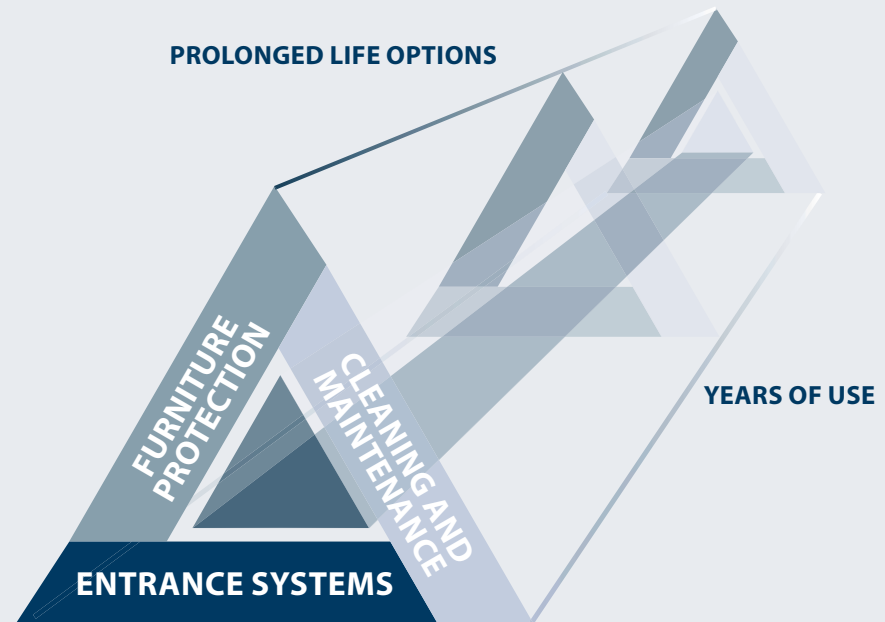 PROLONGED LIFE OPTIONS
FURNITURE
PROTECTION
CLEANING AND
MAINTENANCE
YEARS OF USE
ENTRANCE SYSTEMS